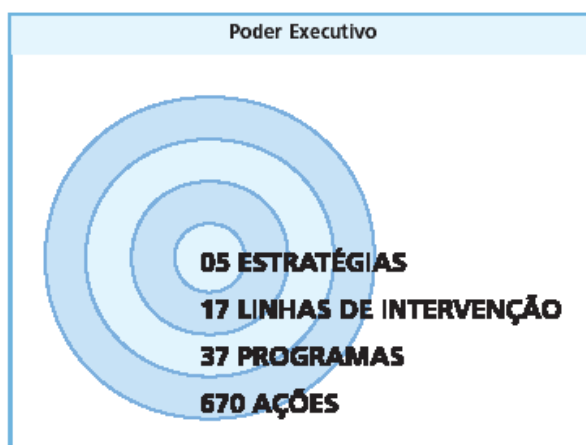 Poder Executivo
05 ESTRATÉGIAS
17 LINHAS DE INTERVENÇÃO
37 PROGRAMAS
670 AÇÕES